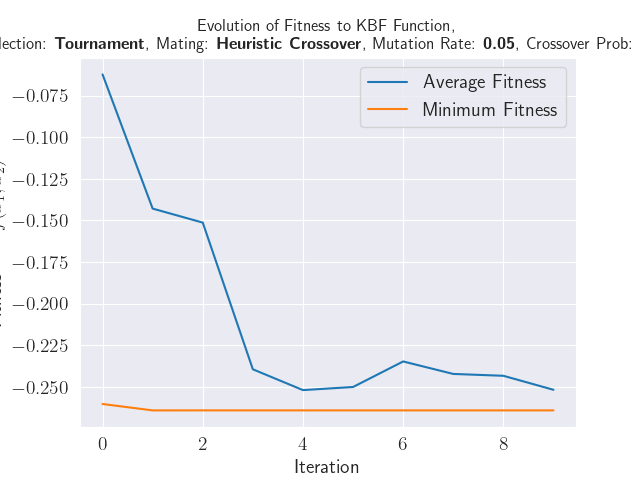 Evolution of Fitness to KBF Function,
lection: Tournament, Mating: Heuristic Crossover, Mutation Rate: 0.05, Crossover Prob:
Average Fitness
Minimum Fitness
−0.075
−0.100
−0.125
−0.150
−0.175
−0.200
−0.225
−0.250
0 2 4 6 8
Iteration